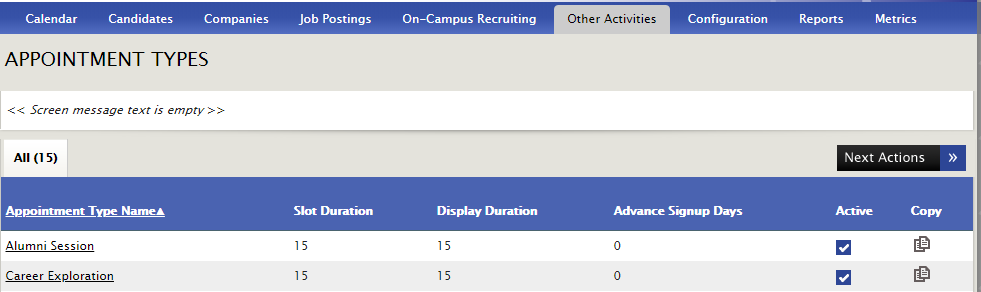 Calendar Candidates Companies Job Postings On-Campus Recruiting Other Activities Configuration Reports Metrics
APPOINTMENT TYPES
<< Screen message text is empty >>
All (15) Next Actions »
Appointment Type Name▲ Slot Duration Display Duration Advance Signup Days Active Copy
Alumni Session 15 15 0
Career Exploration 15 15 0